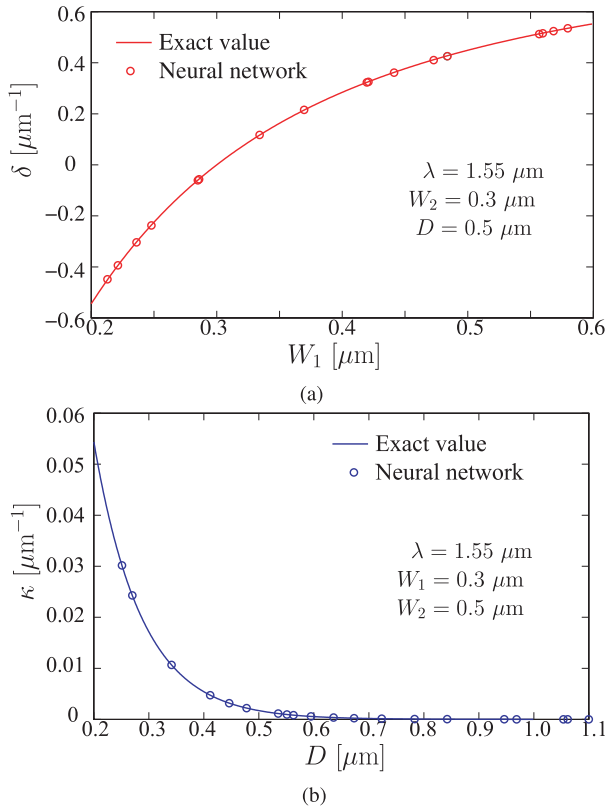 0.6
0.4
0.2
0
−0.2
−0.4
−0.6
δ [μm⁻¹]
Exact value
Neural network
λ = 1.55 μm
W₂ = 0.3 μm
D = 0.5 μm
0.2 0.3 0.4 0.5 0.6
W₁ [μm]
(a)
0.06
0.05
0.04
0.03
0.02
0.01
0
κ [μm⁻¹]
Exact value
Neural network
λ = 1.55 μm
W₁ = 0.3 μm
W₂ = 0.5 μm
0.2 0.3 0.4 0.5 0.6 0.7 0.8 0.9 1.0 1.1
D [μm]
(b)